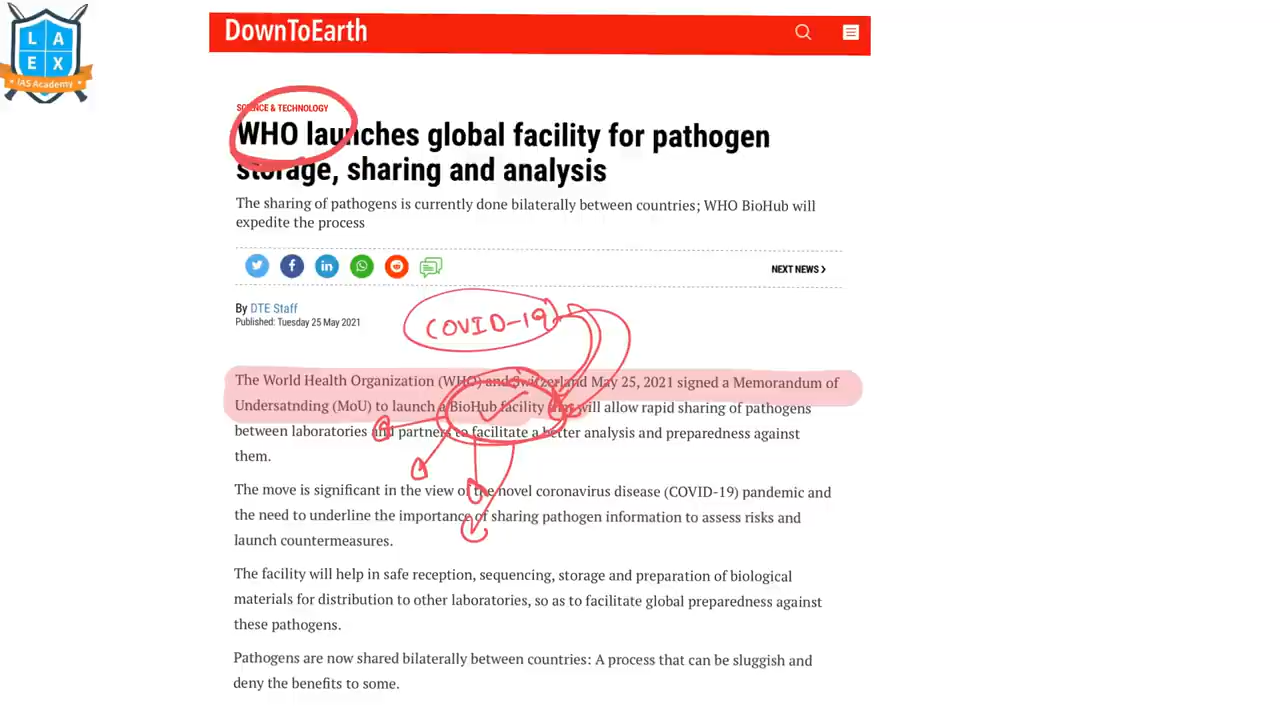 L A
E X
IAS Academy
DownToEarth
SCIENCE & TECHNOLOGY
WHO launches global facility for pathogen
storage, sharing and analysis
The sharing of pathogens is currently done bilaterally between countries; WHO BioHub will
expedite the process
NEXT NEWS
By DTE Staff
Published: Tuesday 25 May 2021
COVID-19
The World Health Organization (WHO) and Switzerland May 25, 2021 signed a Memorandum of
Undersatnding (MoU) to launch a BioHub facility that will allow rapid sharing of pathogens
between laboratories and partners to facilitate a better analysis and preparedness against
them.
The move is significant in the view of the novel coronavirus disease (COVID-19) pandemic and
the need to underline the importance of sharing pathogen information to assess risks and
launch countermeasures.
The facility will help in safe reception, sequencing, storage and preparation of biological
materials for distribution to other laboratories, so as to facilitate global preparedness against
these pathogens.
Pathogens are now shared bilaterally between countries: A process that can be sluggish and
deny the benefits to some.